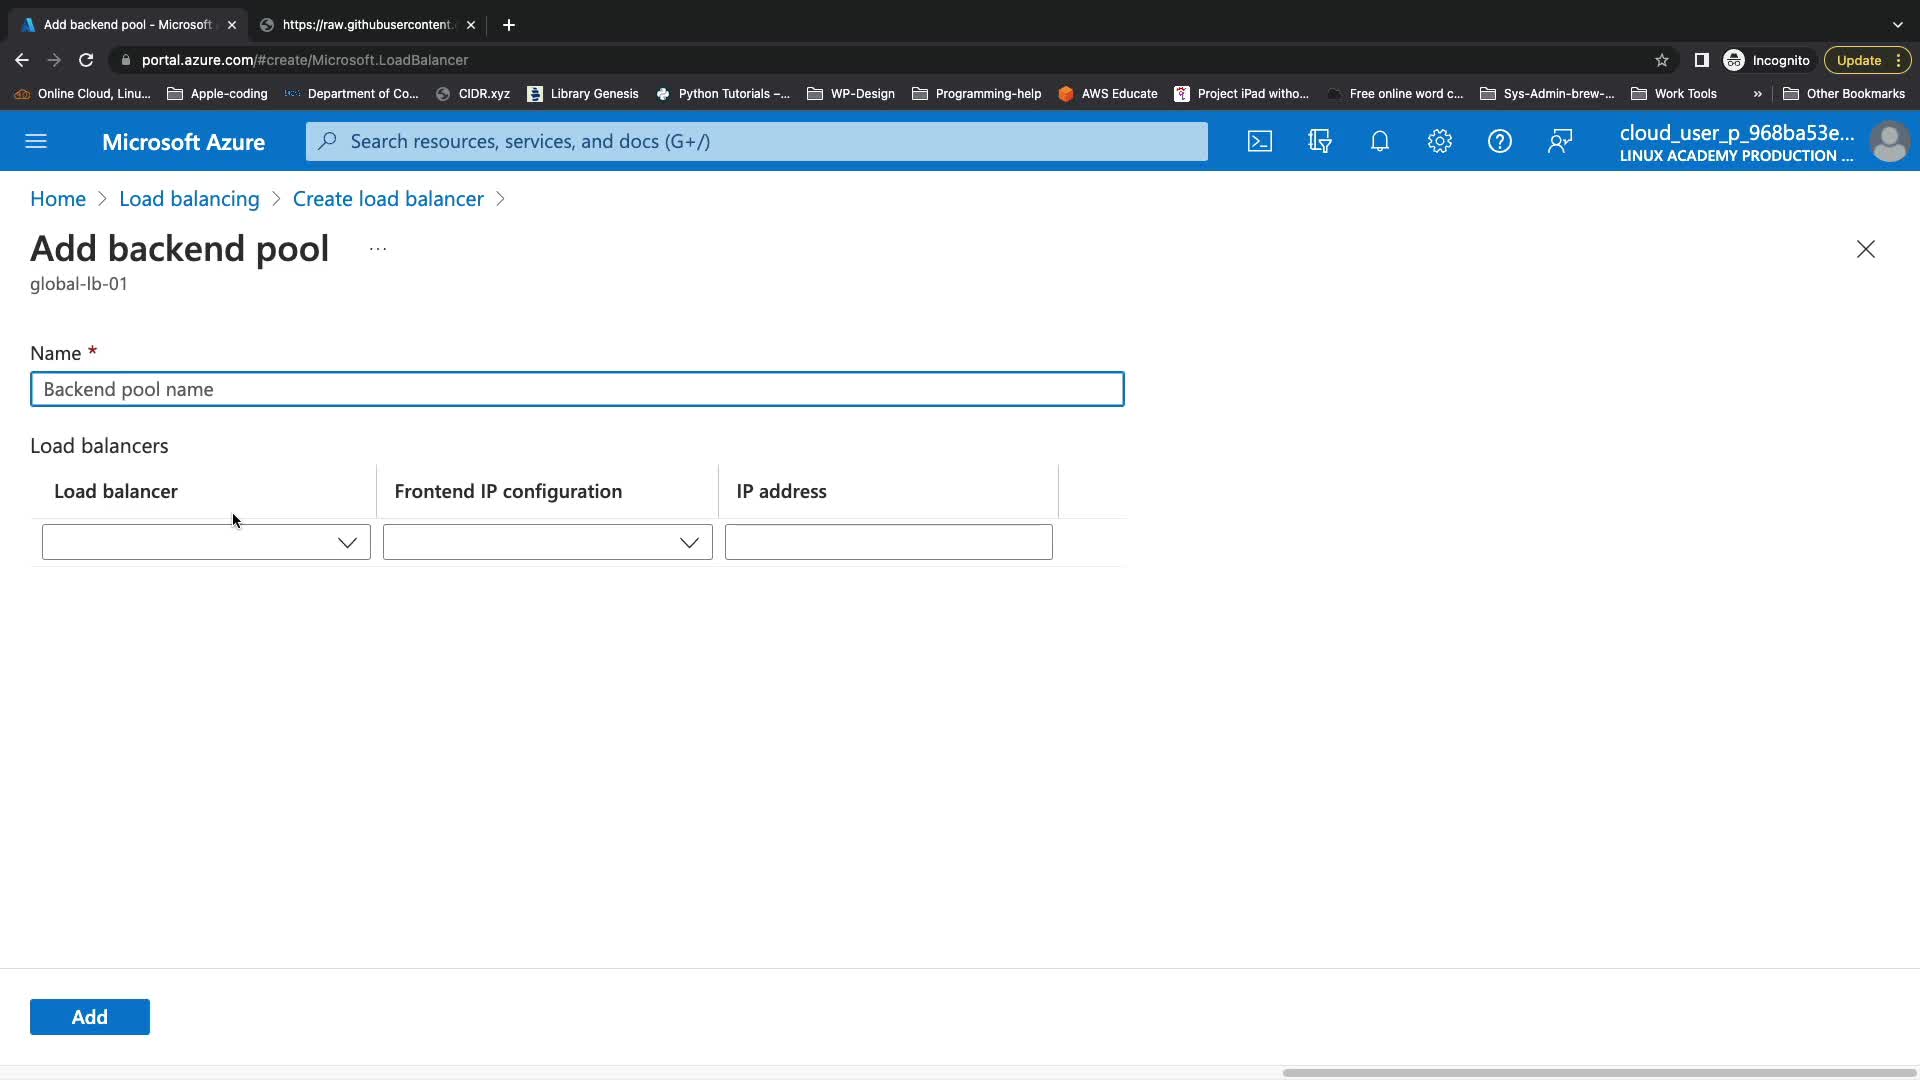 Add backend pool - Microsoft
https://raw.githubusercontent.
portal.azure.com/#create/Microsoft.LoadBalancer
Incognito
Update
Online Cloud, Linu...
Apple-coding
Department of Co...
CIDR.xyz
Library Genesis
Python Tutorials –...
WP-Design
Programming-help
AWS Educate
Project iPad witho...
Free online word c...
Sys-Admin-brew-...
Work Tools
»
Other Bookmarks
Microsoft Azure
Search resources, services, and docs (G+/)
cloud_user_p_968ba53e...
LINUX ACADEMY PRODUCTION ...
Home > Load balancing > Create load balancer >
Add backend pool ...
global-lb-01
Name *
Backend pool name
Load balancers
Load balancer
Frontend IP configuration
IP address
Add